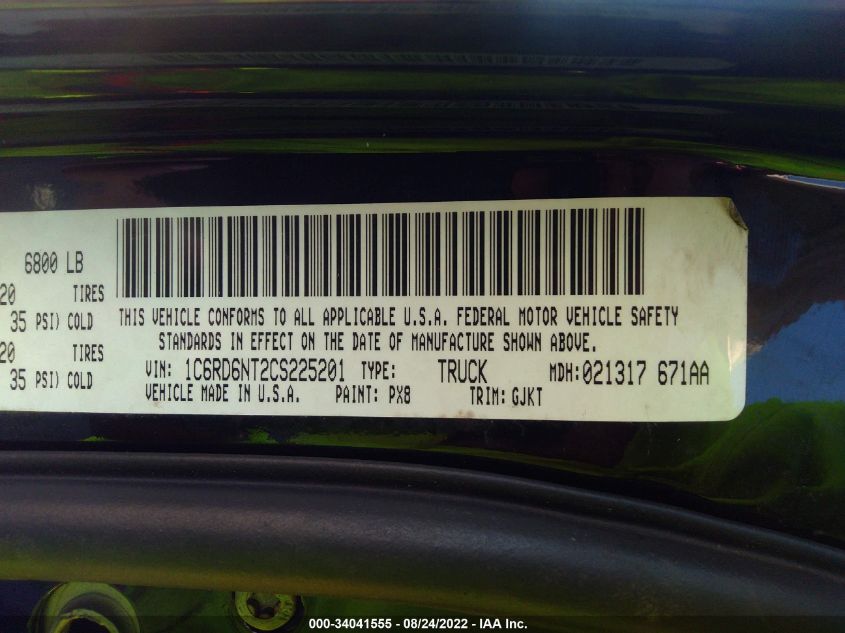 6800 LB
20 TIRES
35 PSI) COLD
20 TIRES
35 PSI) COLD
THIS VEHICLE CONFORMS TO ALL APPLICABLE U.S.A. FEDERAL MOTOR VEHICLE SAFETY
STANDARDS IN EFFECT ON THE DATE OF MANUFACTURE SHOWN ABOVE.
VIN: 1C6RD6NT2CS225201 TYPE: TRUCK MDH:021317 671AA
VEHICLE MADE IN U.S.A. PAINT: PX8 TRIM: GJKT
000-34041555 - 08/24/2022 - IAA Inc.